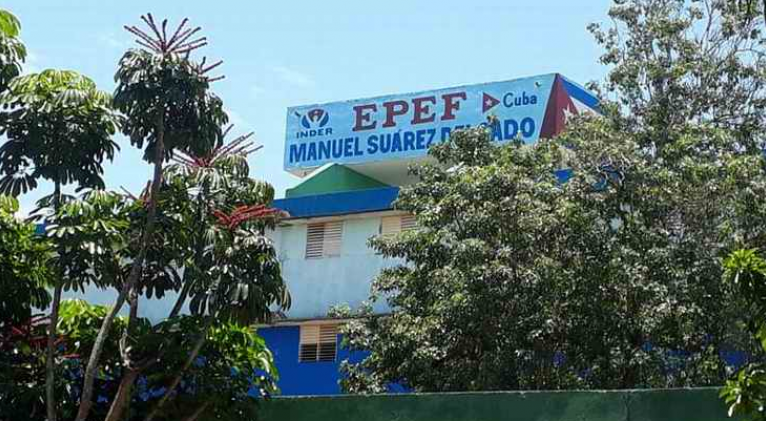 EPEF Cuba
INDER
MANUEL SUÁREZ